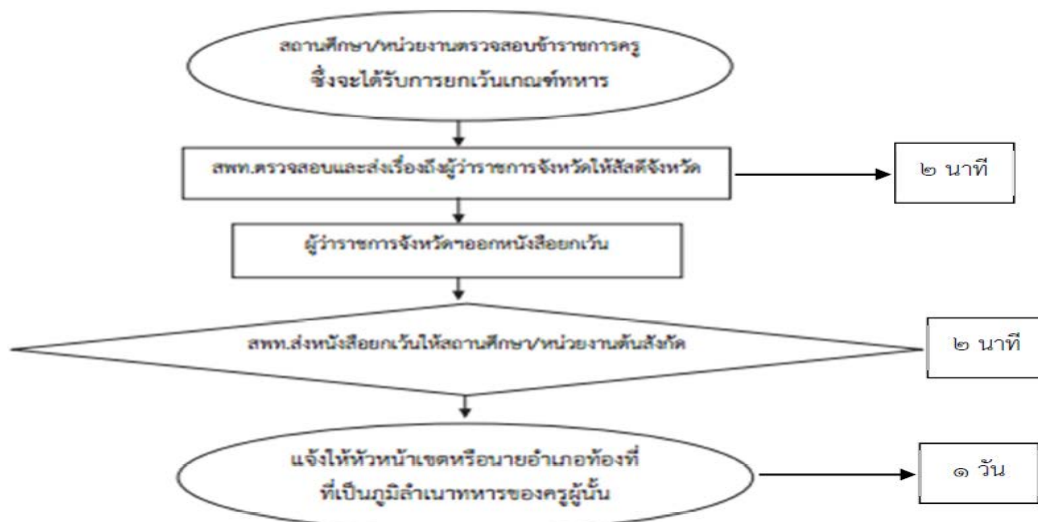 สถานศึกษา/หน่วยงานตรวจสอบข้าราชการครู
ซึ่งจะได้รับการยกเว้นเกณฑ์ทหาร
สพท.ตรวจสอบและส่งเรื่องถึงผู้ว่าราชการจังหวัดให้สัสดีจังหวัด
๒ นาที
ผู้ว่าราชการจังหวัดฯออกหนังสือยกเว้น
สพท.ส่งหนังสือยกเว้นให้สถานศึกษา/หน่วยงานต้นสังกัด
๒ นาที
แจ้งให้หัวหน้าเขตหรือนายอำเภอท้องที่
ที่เป็นภูมิลำเนาทหารของครูผู้นั้น
๑ วัน